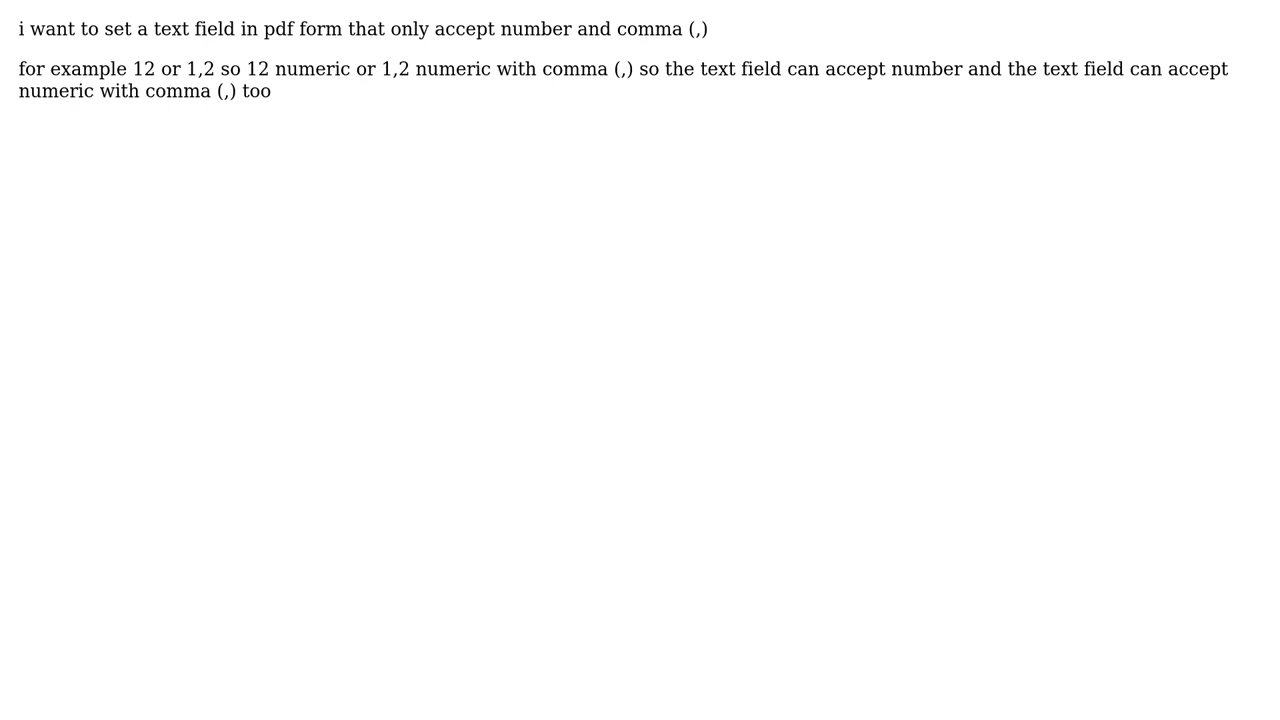 i want to set a text field in pdf form that only accept number and comma (,)
for example 12 or 1,2 so 12 numeric or 1,2 numeric with comma (,) so the text field can accept number and the text field can accept
numeric with comma (,) too